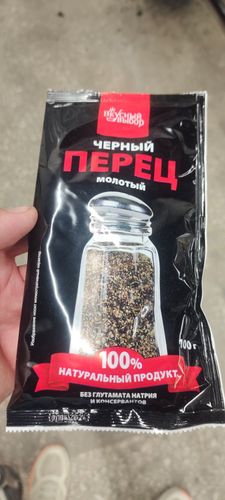 ВКУСНЫЙ
ВЫБОР
ЧЕРНЫЙ
ПЕРЕЦ
МОЛОТЫЙ
100 г
100%
НАТУРАЛЬНЫЙ ПРОДУКТ
БЕЗ ГЛУТАМАТА НАТРИЯ
И КОНСЕРВАНТОВ